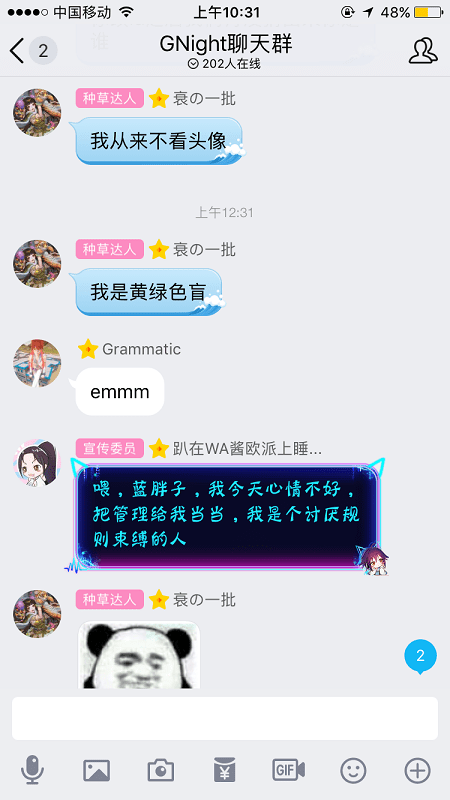 中国移动
上午10:31
48%
2
GNight聊天群
202人在线
种草达人 衰の一批
我从来不看头像
上午12:31
种草达人 衰の一批
我是黄绿色盲
Grammatic
emmm
宣传委员 趴在WA酱欧派上睡...
喂，蓝胖子，我今天心情不好，
把管理给我当当，我是个讨厌规
则束缚的人
种草达人 衰の一批
2
¥
GIF